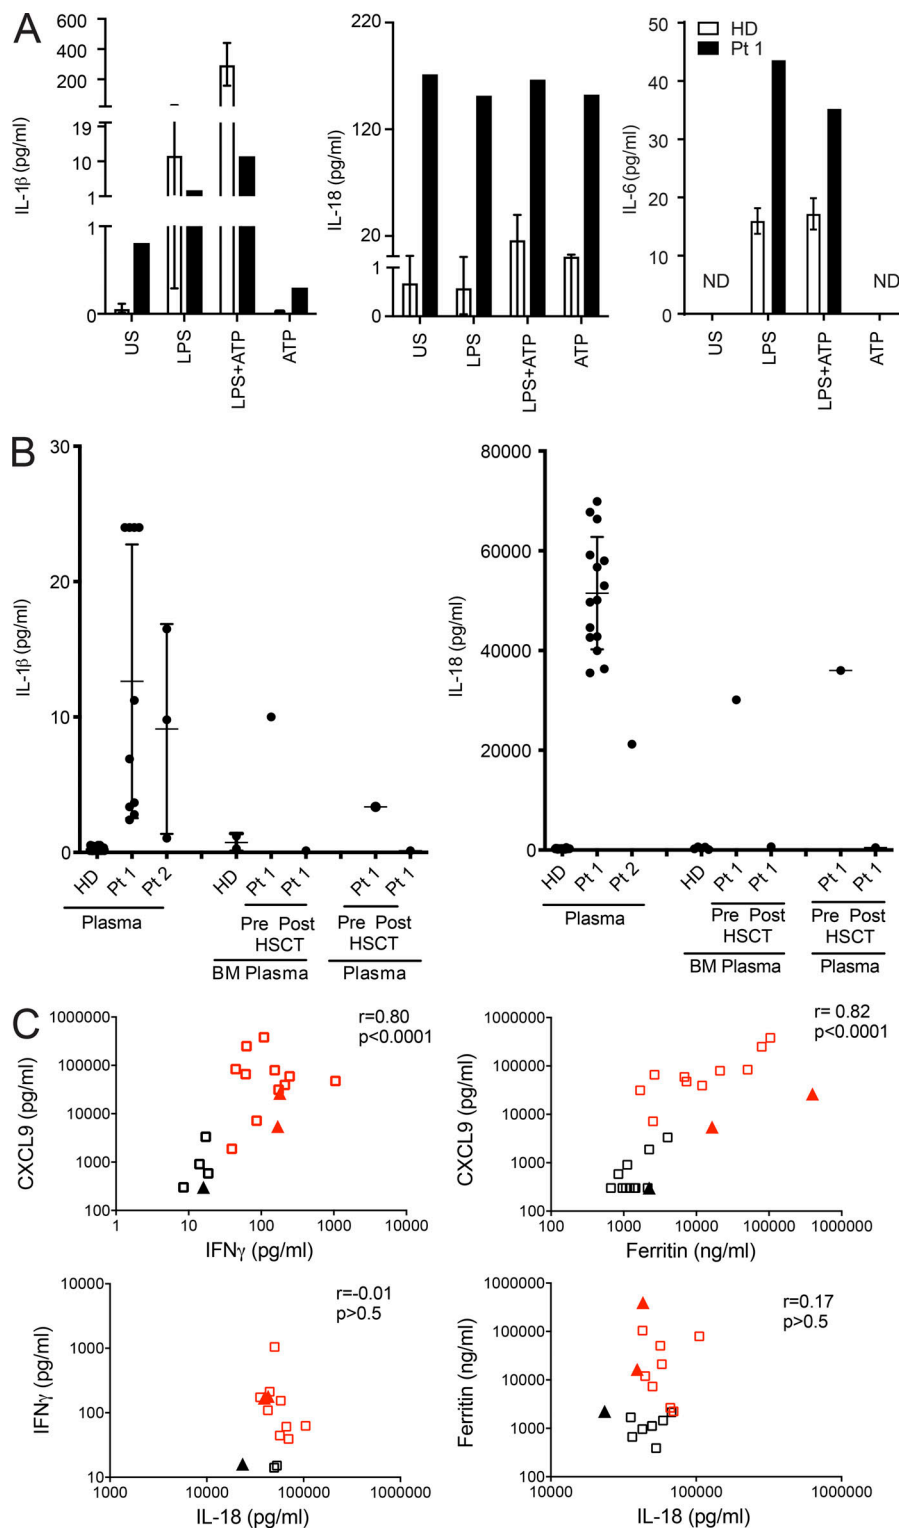 A
IL-1β (pg/ml)
600
400
200
19
10
1
1
0
US
LPS
LPS+ATP
ATP
IL-18 (pg/ml)
220
120
20
1
0
US
LPS
LPS+ATP
ATP
IL-6 (pg/ml)
50
40
30
20
10
0
HD
Pt 1
ND
ND
US
LPS
LPS+ATP
ATP
B
IL-1β (pg/ml)
30
20
10
0
HD
Pt 1
Pt 2
HD
Pt 1
Pt 1
Pt 1
Pt 1
Plasma
Pre Post
HSCT
BM Plasma
Pre Post
HSCT
Plasma
IL-18 (pg/ml)
80000
60000
40000
20000
0
HD
Pt 1
Pt 2
HD
Pt 1
Pt 1
Pt 1
Pt 1
Plasma
Pre Post
HSCT
BM Plasma
Pre Post
HSCT
Plasma
C
CXCL9 (pg/ml)
1000000
100000
10000
1000
100
r=0.80
p<0.0001
1
10
100
1000
10000
IFNγ (pg/ml)
CXCL9 (pg/ml)
1000000
100000
10000
1000
100
r= 0.82
p<0.0001
100
1000
10000
100000
1000000
Ferritin (ng/ml)
IFNγ (pg/ml)
10000
1000
100
10
r=-0.01
p>0.5
1000
10000
100000
1000000
IL-18 (pg/ml)
Ferritin (ng/ml)
1000000
100000
10000
1000
100
r=0.17
p>0.5
10000
100000
1000000
IL-18 (pg/ml)